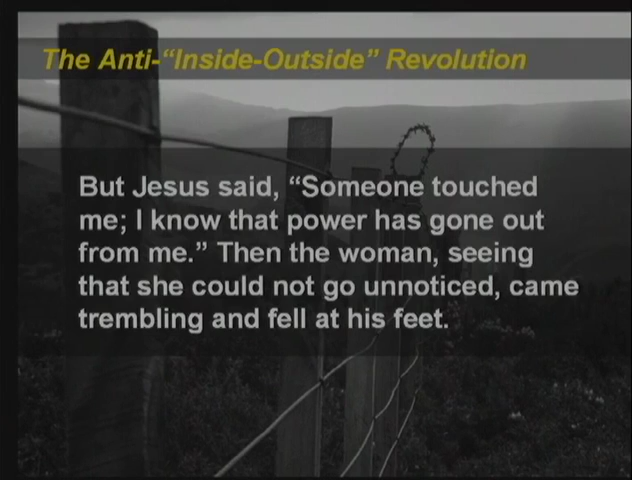 The Anti-“Inside-Outside” Revolution
But Jesus said, “Someone touched
me; I know that power has gone out
from me.” Then the woman, seeing
that she could not go unnoticed, came
trembling and fell at his feet.